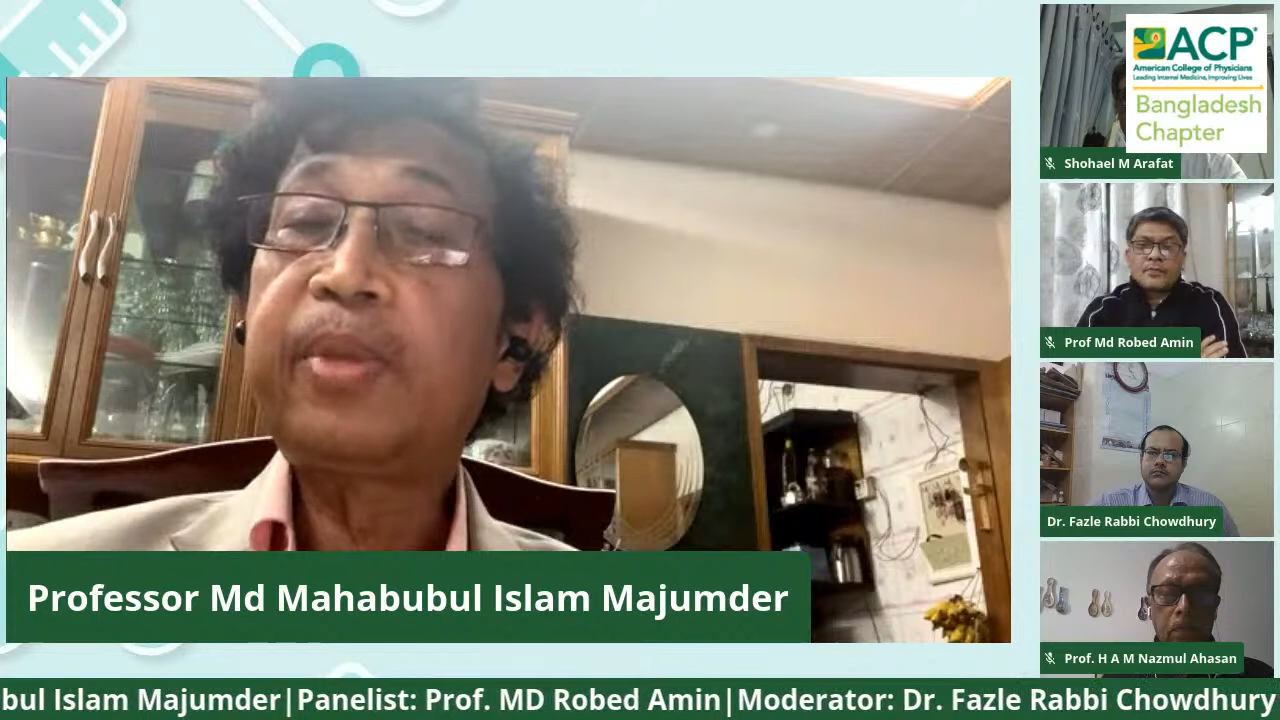 ACP
American College of Physicians
Leading Internal Medicine, Improving Lives
Bangladesh
Chapter
Shohael M Arafat
Prof Md Robed Amin
Dr. Fazle Rabbi Chowdhury
Prof. H A M Nazmul Ahasan
Professor Md Mahabubul Islam Majumder
bul Islam Majumder|Panelist: Prof. MD Robed Amin|Moderator: Dr. Fazle Rabbi Chowdhury